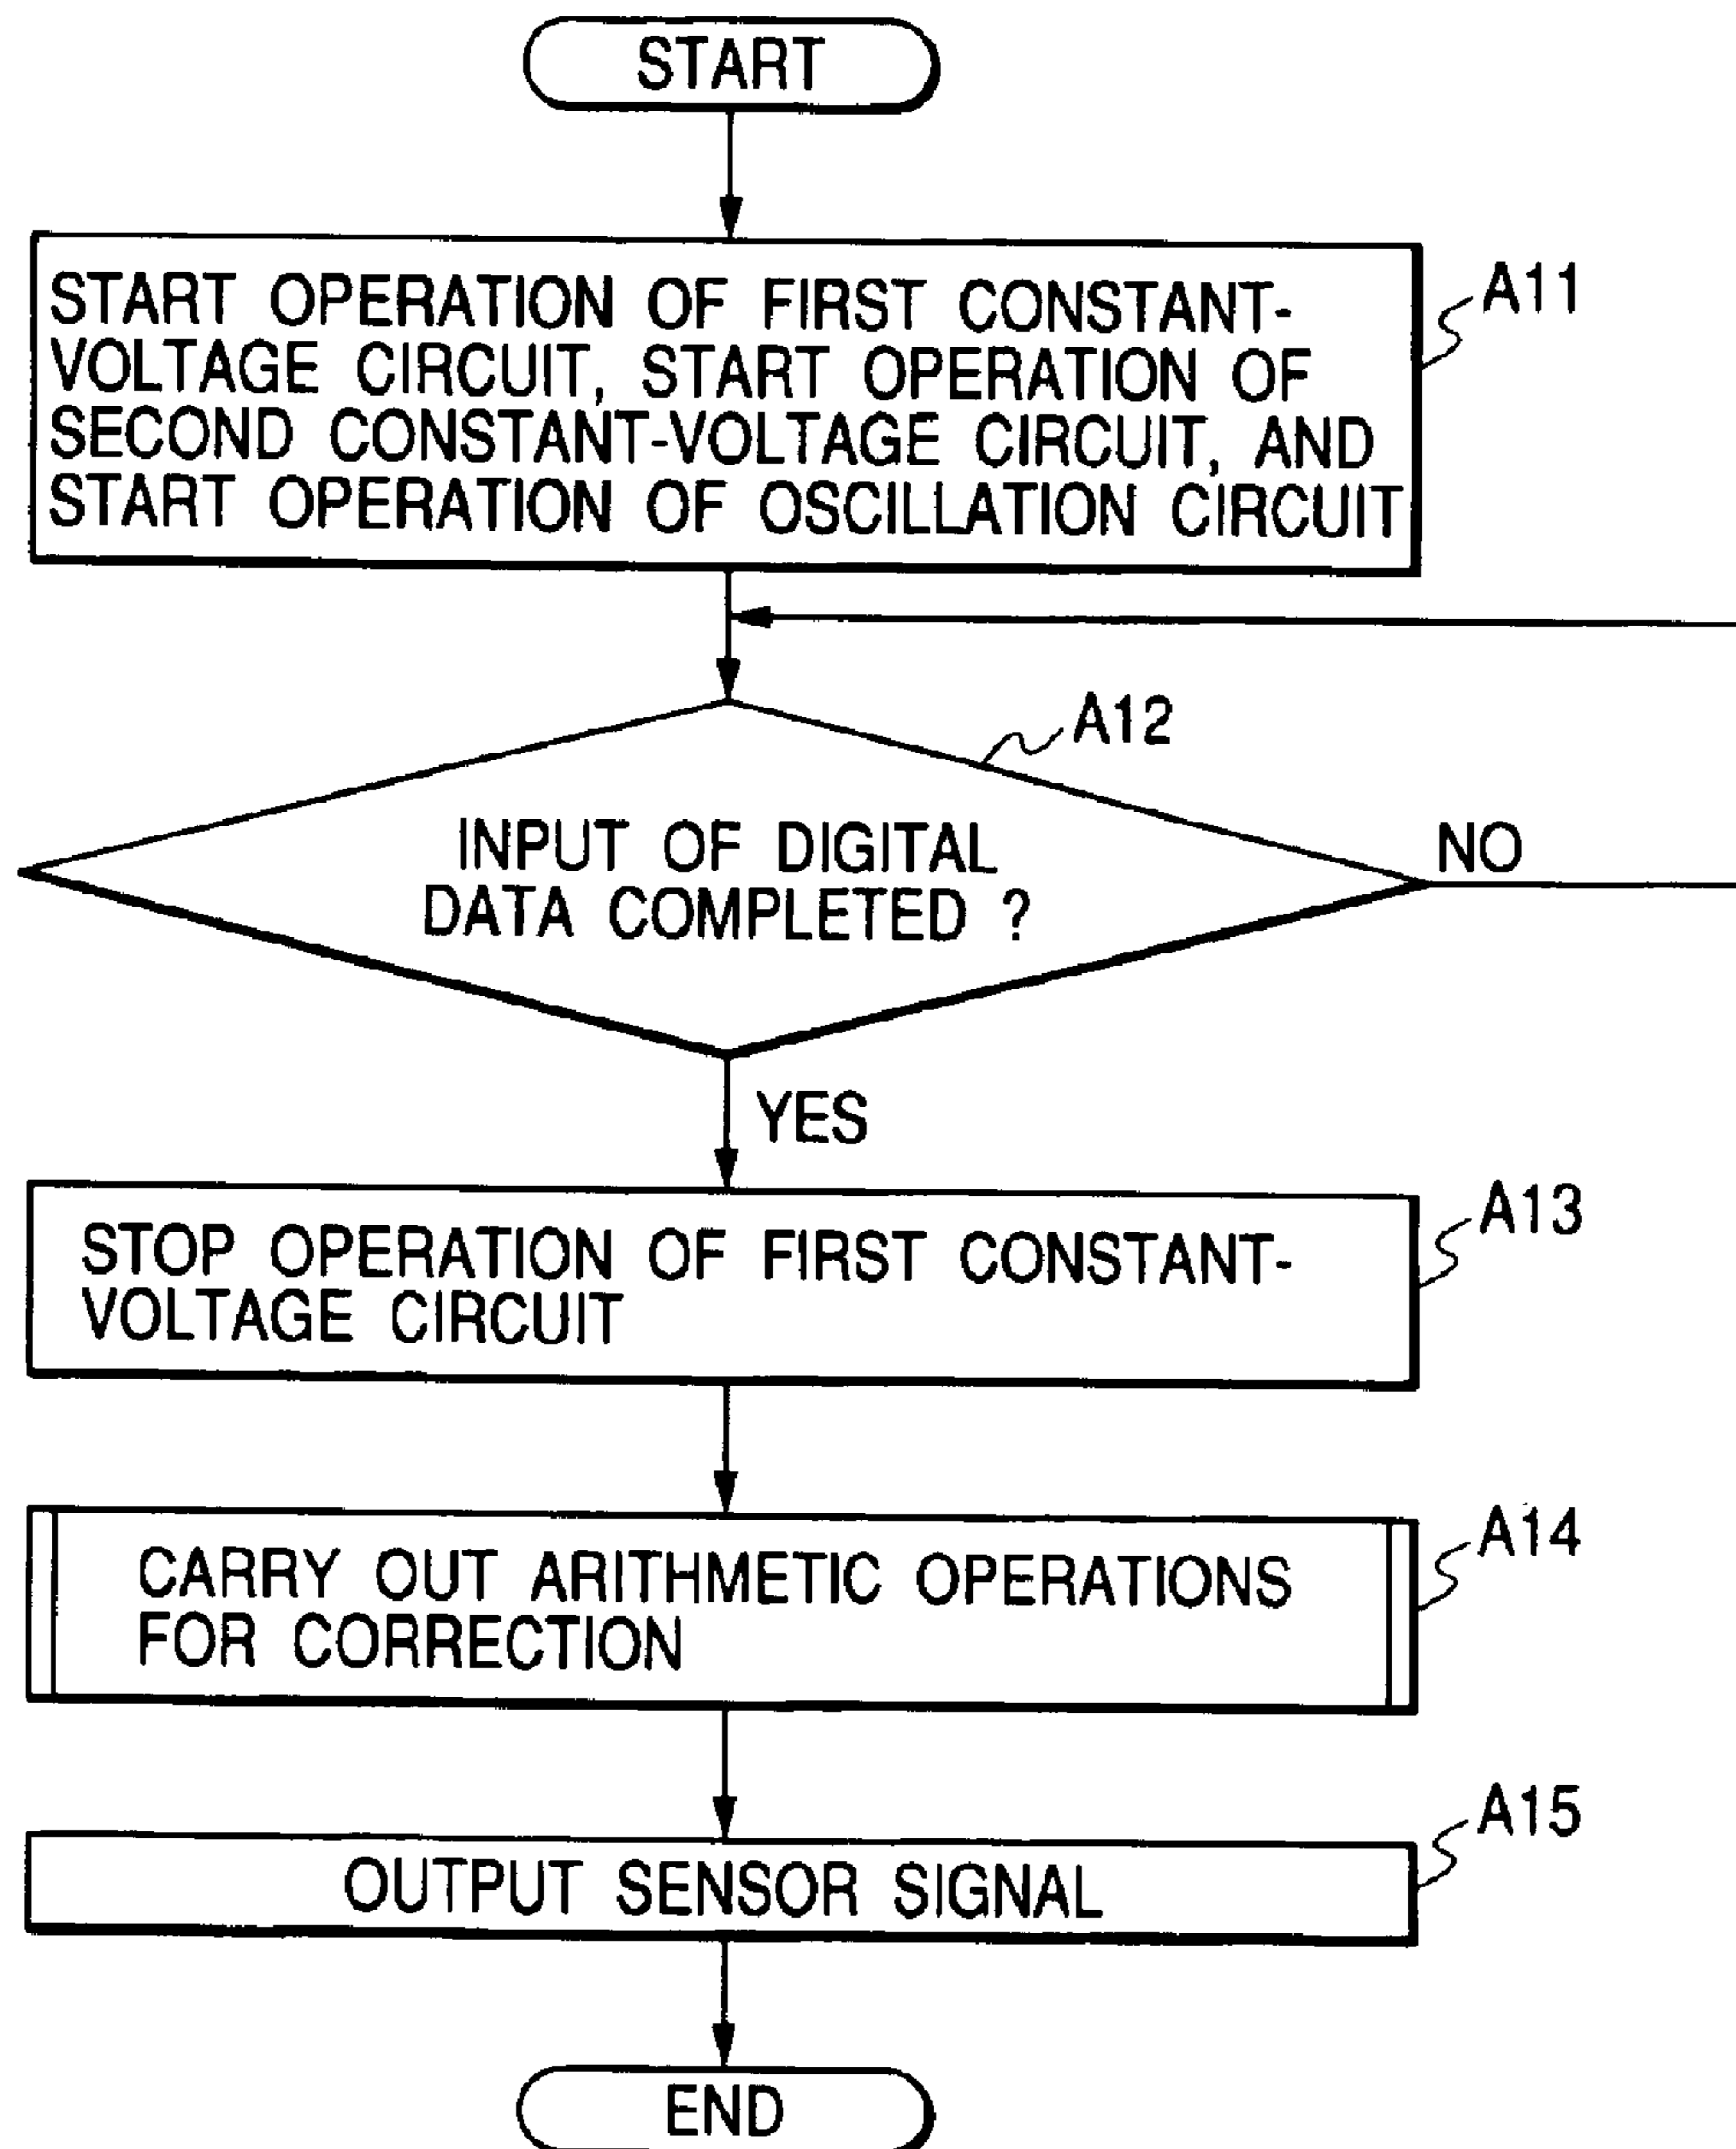 START
START OPERATION OF FIRST CONSTANT-
VOLTAGE CIRCUIT, START OPERATION OF
SECOND CONSTANT-VOLTAGE CIRCUIT, AND
START OPERATION OF OSCILLATION CIRCUIT
A11
A12
INPUT OF DIGITAL
DATA COMPLETED ?
NO
YES
STOP OPERATION OF FIRST CONSTANT-
VOLTAGE CIRCUIT
A13
CARRY OUT ARITHMETIC OPERATIONS
FOR CORRECTION
A14
OUTPUT SENSOR SIGNAL
A15
END